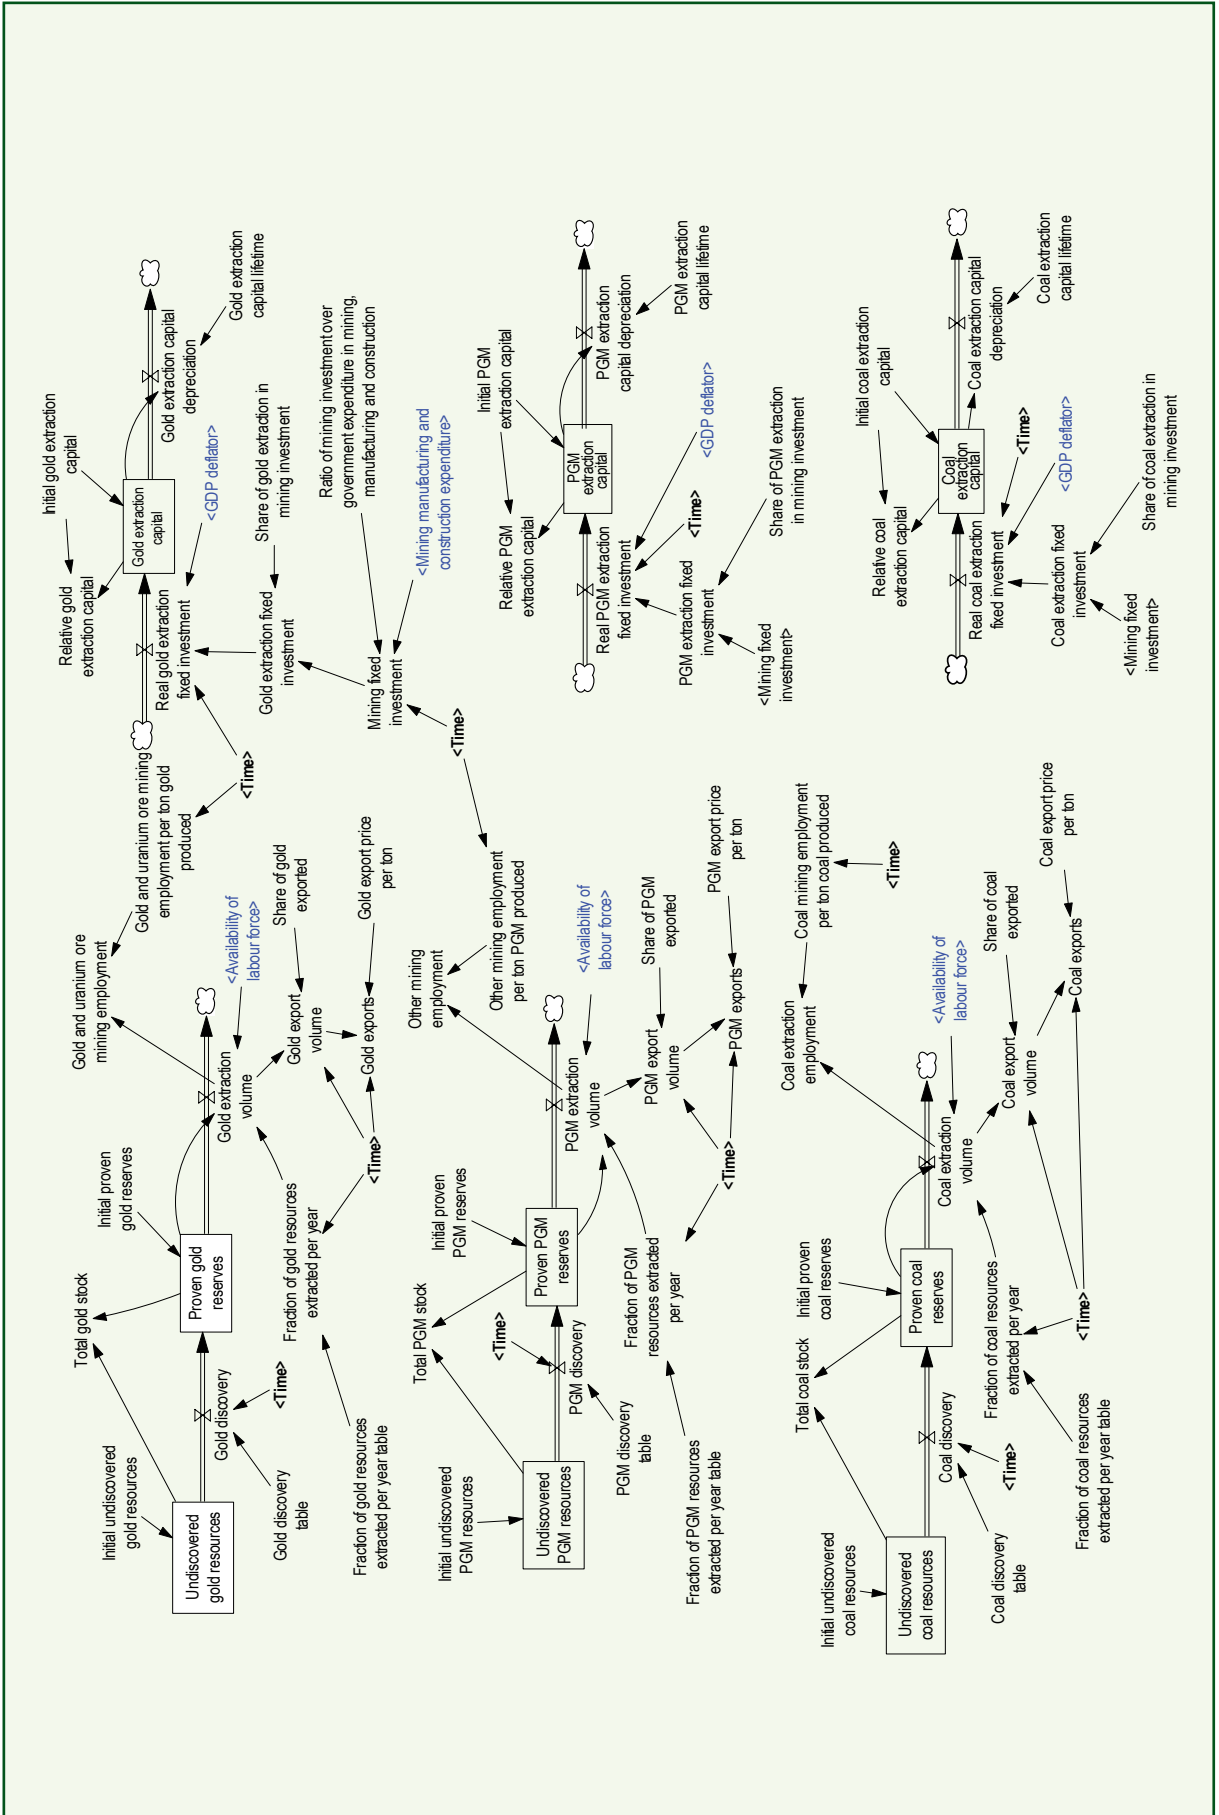 Initial undiscovered
gold resources
Undiscovered
gold resources
Total gold stock
Gold discovery
Gold discovery
table
<Time>
Initial proven
gold reserves
Proven gold
reserves
Fraction of gold resources
extracted per year
Fraction of gold resources
extracted per year table
<Time>
Gold and uranium ore
mining employment
Gold extraction
volume
<Availability of
labour force>
Gold export
volume
Share of gold
exported
Gold exports
Gold export price
per ton
Gold and uranium ore mining
employment per ton gold
produced
<Time>
Relative gold
extraction capital
Initial gold extraction
capital
Real gold extraction
fixed investment
Gold extraction
capital
<GDP deflator>
Gold extraction capital
depreciation
Gold extraction
capital lifetime
Gold extraction fixed
investment
Share of gold extraction in
mining investment
Mining fixed
investment
Ratio of mining investment over
government expenditure in mining,
manufacturing and construction
<Mining manufacturing and
construction expenditure>
<Time>
Initial undiscovered
PGM resources
Undiscovered
PGM resources
Total PGM stock
<Time>
PGM discovery
PGM discovery
table
Initial proven
PGM reserves
Proven PGM
reserves
Fraction of PGM
resources extracted
per year
Fraction of PGM resources
extracted per year table
<Time>
Other mining
employment
Other mining employment
per ton PGM produced
PGM extraction
volume
<Availability of
labour force>
PGM export
volume
Share of PGM
exported
PGM exports
PGM export price
per ton
Relative PGM
extraction capital
Initial PGM
extraction capital
Real PGM extraction
fixed investment
PGM
extraction
capital
PGM extraction
capital depreciation
PGM extraction
capital lifetime
<GDP deflator>
<Time>
PGM extraction fixed
investment
Share of PGM extraction
in mining investment
<Mining fixed
investment>
Initial undiscovered
coal resources
Undiscovered
coal resources
Total coal stock
Coal discovery
Coal discovery
table
<Time>
Initial proven
coal reserves
Proven coal
reserves
Fraction of coal resources
extracted per year
Fraction of coal resources
extracted per year table
<Time>
Coal extraction
employment
Coal mining employment
per ton coal produced
<Time>
Coal extraction
volume
<Availability of
labour force>
Coal export
volume
Share of coal
exported
Coal exports
Coal export price
per ton
Relative coal
extraction capital
Initial coal extraction
capital
Real coal extraction
fixed investment
Coal
extraction
capital
Coal extraction capital
depreciation
Coal extraction
capital lifetime
<Time>
<GDP deflator>
Coal extraction fixed
investment
Share of coal extraction in
mining investment
<Mining fixed
investment>